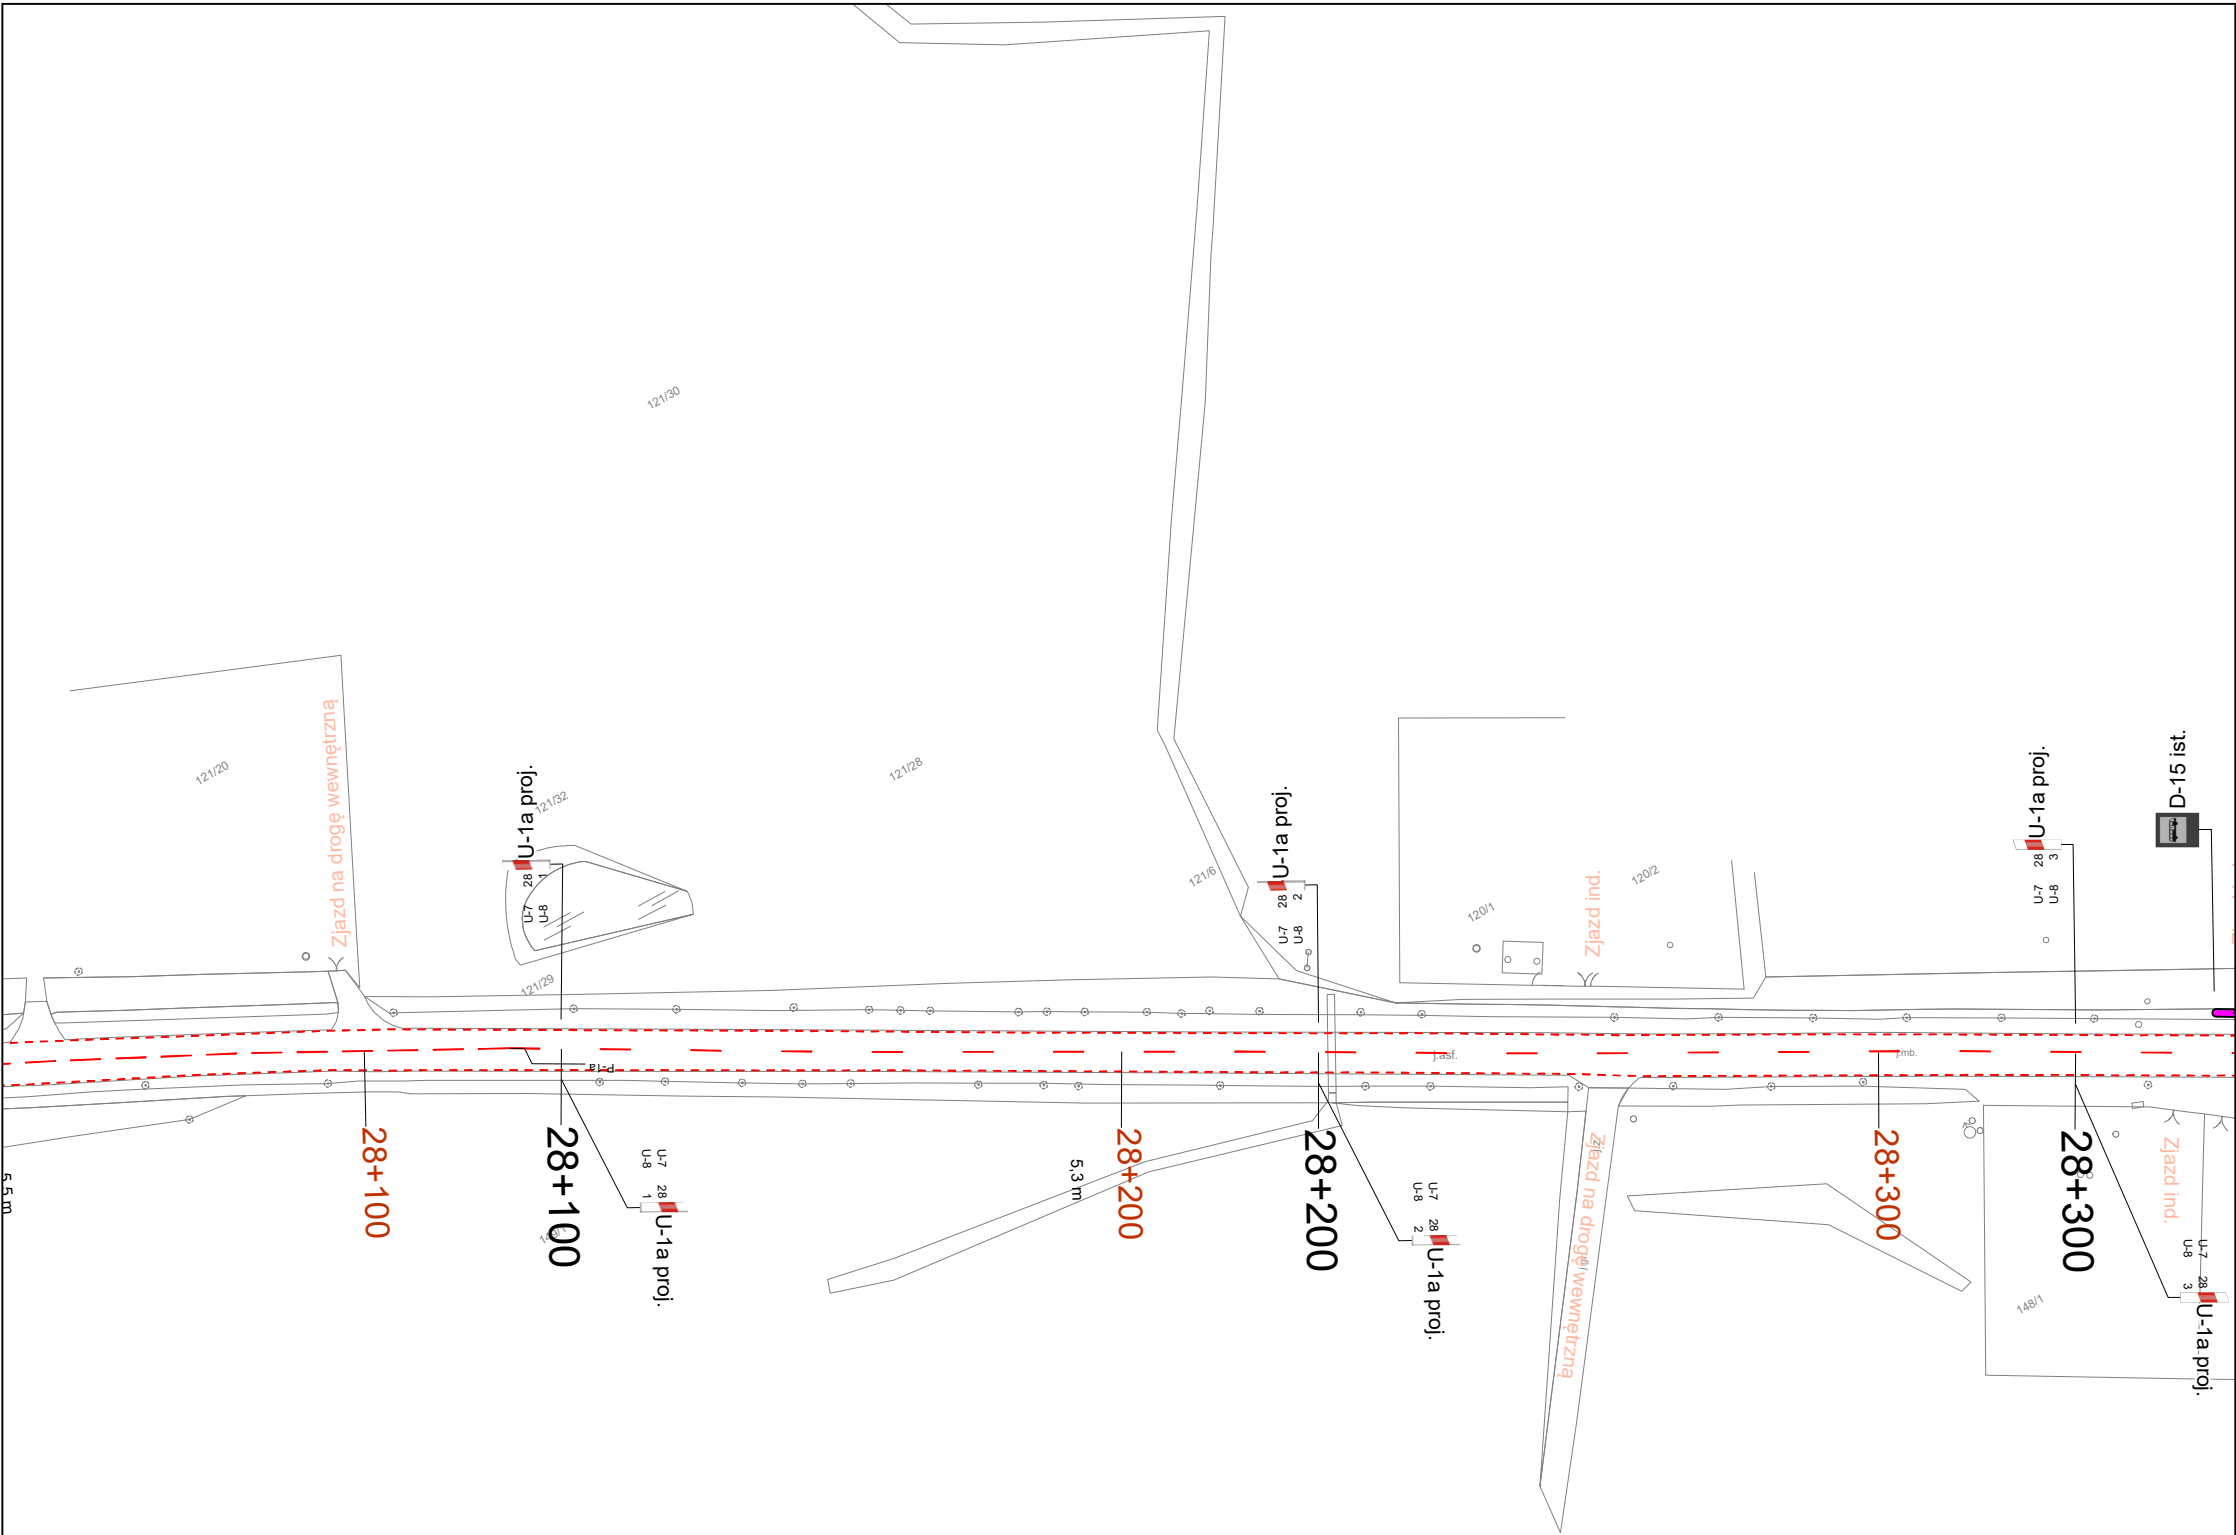 121/30
Zjazd na drogę wewnętrzną
121/20
U-1a proj.
121/32
28
1
U-7
U-8
121/28
121/29
U-1a proj.
28
2
U-7
U-8
121/6
120/1
Zjazd ind.
120/2
U-1a proj.
28
3
U-7
U-8
D-15 ist.
P-1a
j.asf.
j.mb.
28+100
28+100
U-7
U-8
28
1
U-1a proj.
5,5 m
5,3 m
28+200
28+200
U-7
U-8
28
2
U-1a proj.
Zjazd na drogę wewnętrzną
28+300
28+300
Zjazd ind.
U-7
U-8
28
3
U-1a proj.
148/1